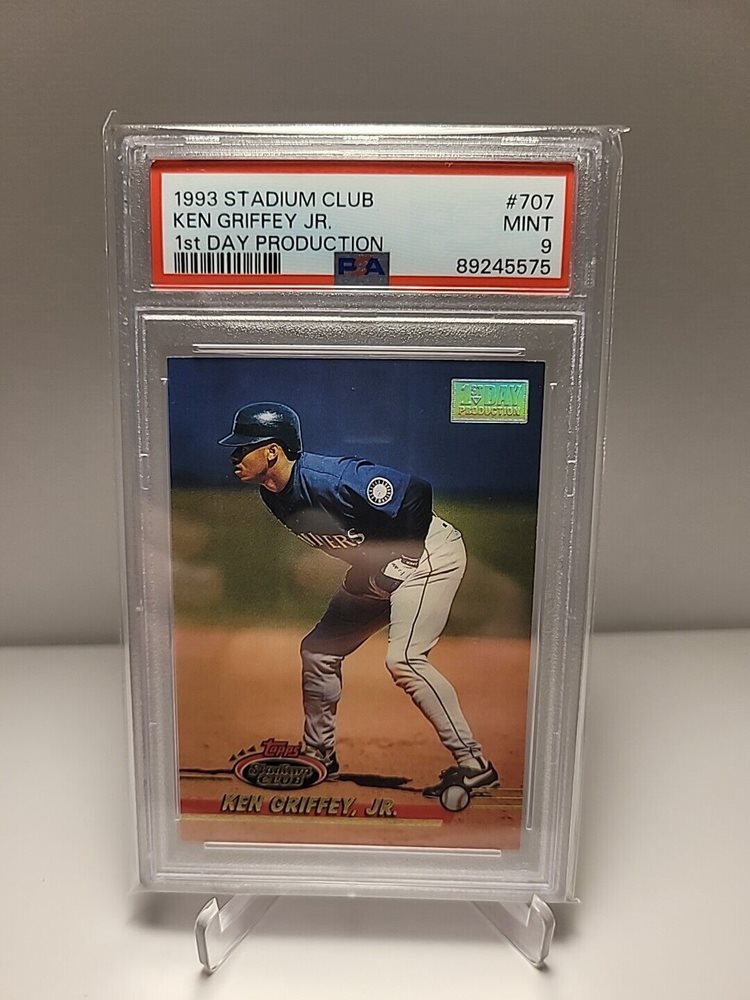 1993 STADIUM CLUB #707
KEN GRIFFEY JR. MINT
1st DAY PRODUCTION 9
PSA 89245575
1ST DAY
PRODUCTION
Topps
Stadium
CLUB
KEN GRIFFEY, JR.